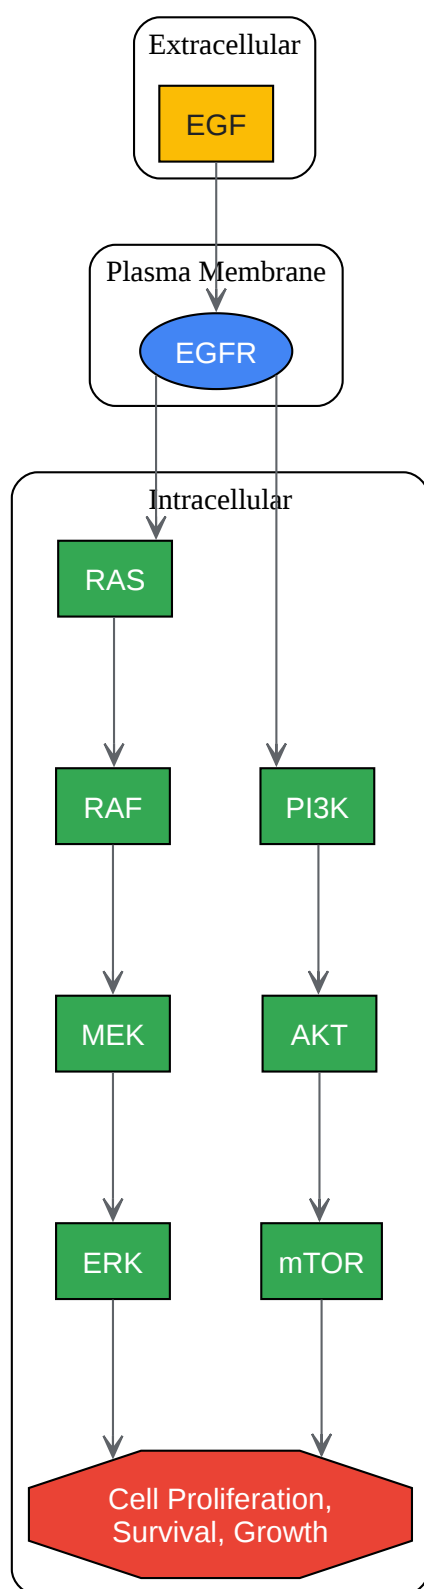 Extracellular
EGF
Plasma Membrane
EGFR
Intracellular
RAS
RAF
PI3K
MEK
AKT
ERK
mTOR
Cell Proliferation,
Survival, Growth